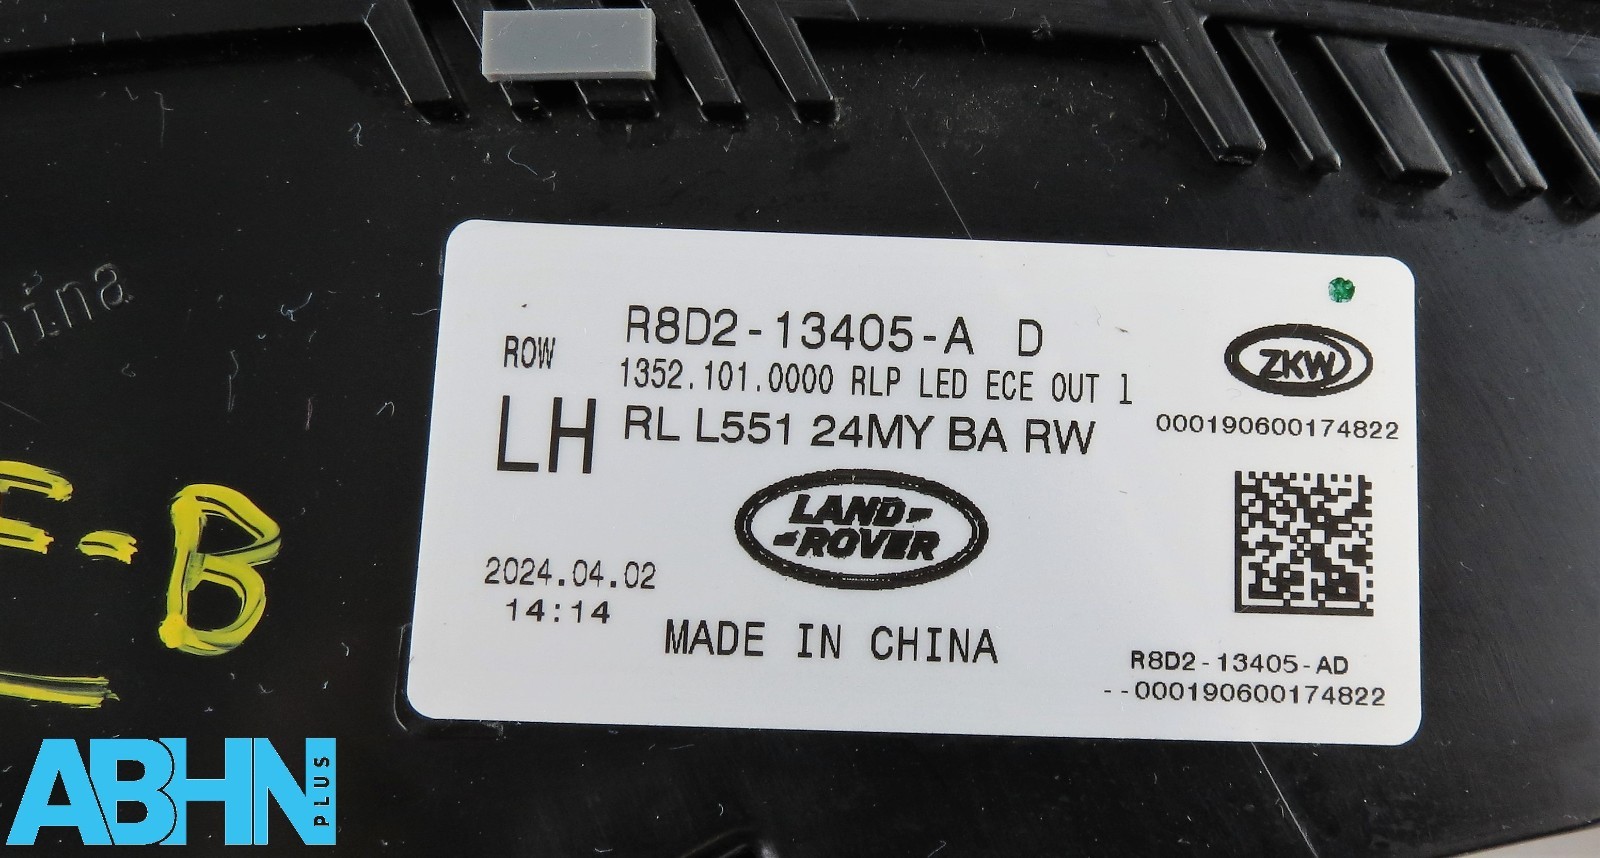 hina
ROW
R8D2-13405-A D
1352.101.0000 RLP LED ECE OUT l
LH
RL L551 24MY BA RW
ZKW
000190600174822
LAND-
-ROVER
2024.04.02
14:14
MADE IN CHINA
R8D2-13405-AD
--000190600174822
-B
ABHN
PLUS